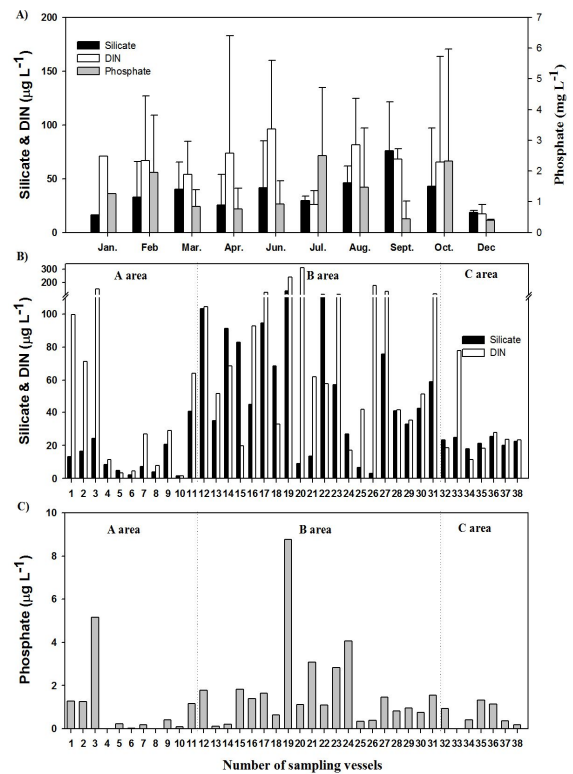 A)
200
150
100
50
0
Silicate & DIN (µg L-1)
Silicate
DIN
Phosphate
7
6
5
4
3
2
1
0
Phosphate (mg L-1)
Jan. Feb Mar. Apr. Jun. Jul. Aug. Sept. Oct. Dec
B)
300
200
100
80
60
40
20
0
Silicate & DIN (µg L-1)
A area B area C area
Silicate
DIN
1 2 3 4 5 6 7 8 9 10 11 12 13 14 15 16 17 18 19 20 21 22 23 24 25 26 27 28 29 30 31 32 33 34 35 36 37 38
C)
10
8
6
4
2
0
Phosphate (µg L-1)
A area B area C area
1 2 3 4 5 6 7 8 9 10 11 12 13 14 15 16 17 18 19 20 21 22 23 24 25 26 27 28 29 30 31 32 33 34 35 36 37 38
Number of sampling vessels